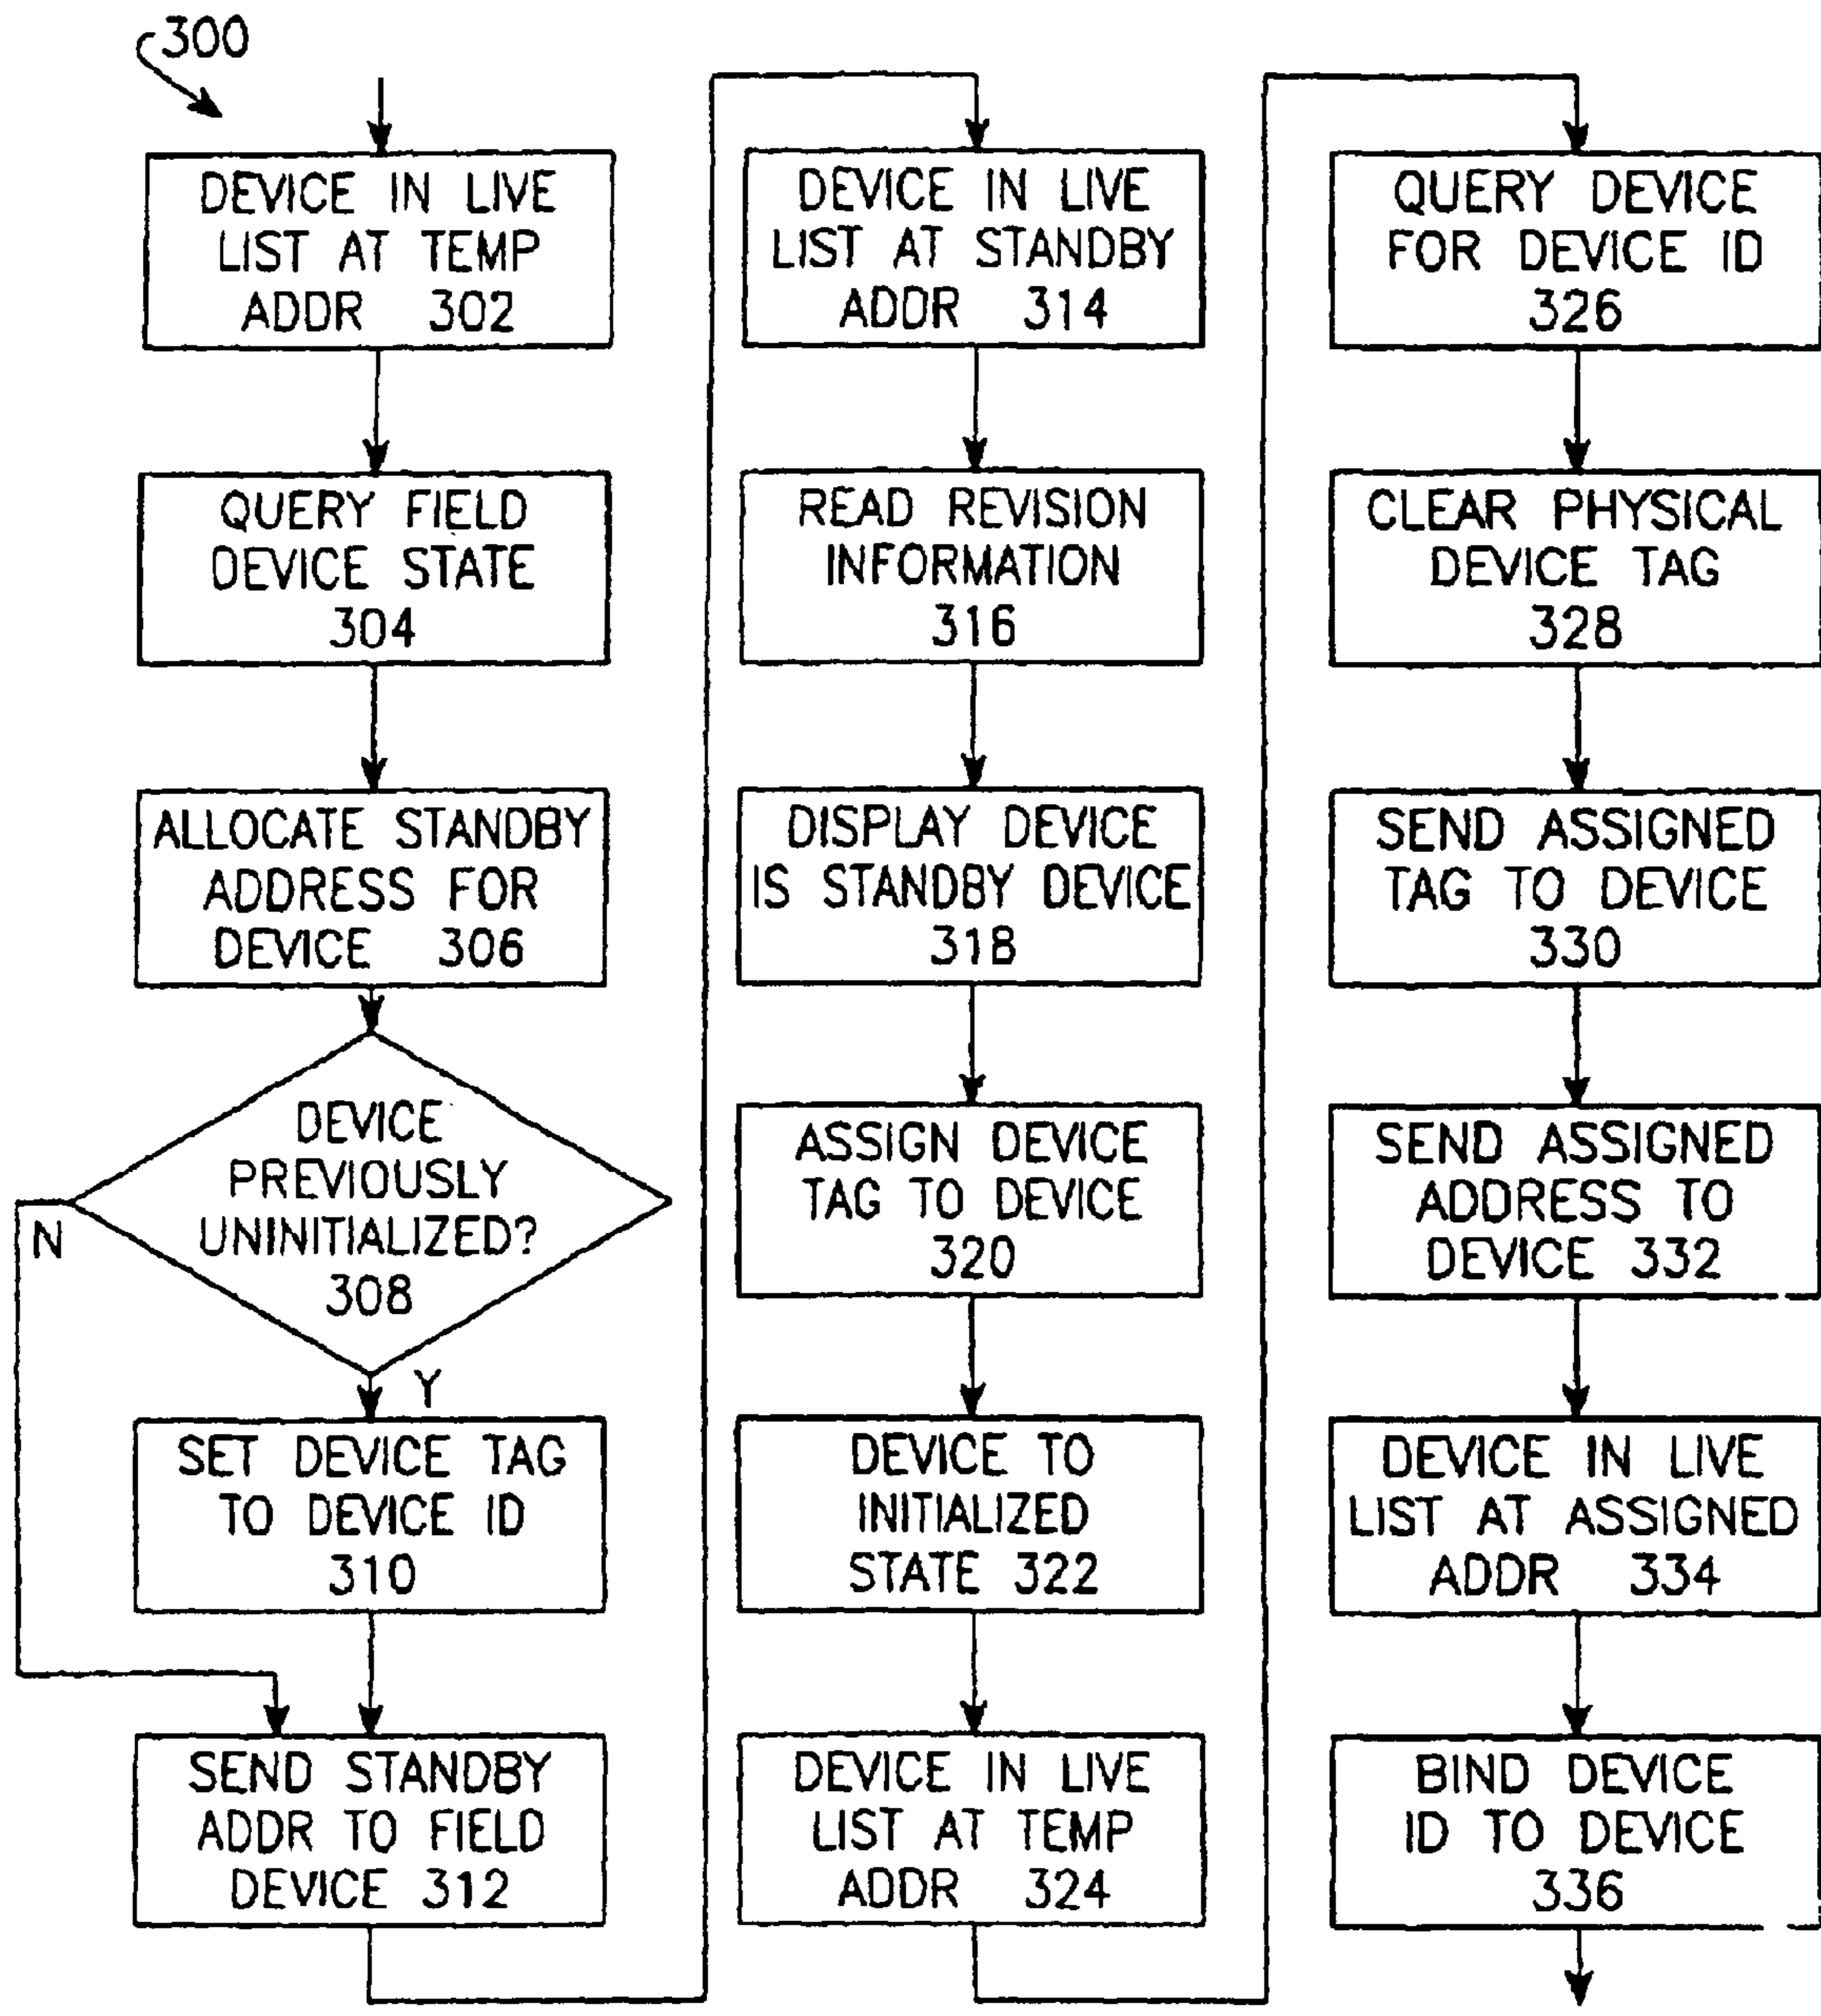 300
DEVICE IN LIVE
LIST AT TEMP
ADDR 302
QUERY FIELD
DEVICE STATE
304
ALLOCATE STANDBY
ADDRESS FOR
DEVICE 306
DEVICE
PREVIOUSLY
UNINITIALIZED?
308
N
Y
SET DEVICE TAG
TO DEVICE ID
310
SEND STANDBY
ADDR TO FIELD
DEVICE 312
DEVICE IN LIVE
LIST AT STANDBY
ADDR 314
READ REVISION
INFORMATION
316
DISPLAY DEVICE
IS STANDBY DEVICE
318
ASSIGN DEVICE
TAG TO DEVICE
320
DEVICE TO
INITIALIZED
STATE 322
DEVICE IN LIVE
LIST AT TEMP
ADDR 324
QUERY DEVICE
FOR DEVICE ID
326
CLEAR PHYSICAL
DEVICE TAG
328
SEND ASSIGNED
TAG TO DEVICE
330
SEND ASSIGNED
ADDRESS TO
DEVICE 332
DEVICE IN LIVE
LIST AT ASSIGNED
ADDR 334
BIND DEVICE
ID TO DEVICE
336